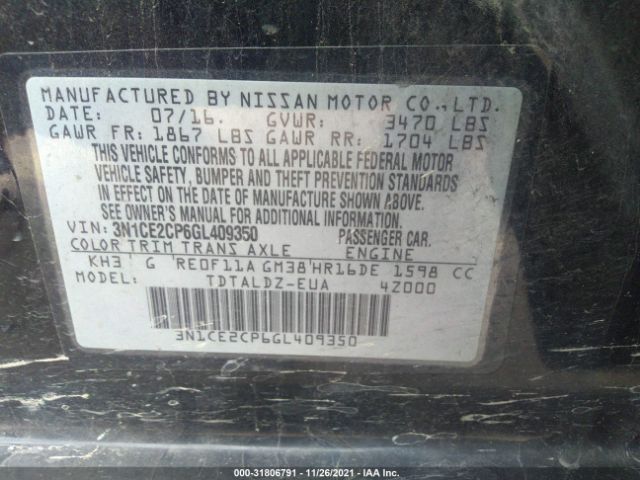 MANUFACTURED BY NISSAN MOTOR CO.,LTD.
DATE: 07/16. GVWR: 3470 LBS
GAWR FR: 1867 LBS GAWR RR: 1704 LBS
THIS VEHICLE CONFORMS TO ALL APPLICABLE FEDERAL MOTOR
VEHICLE SAFETY, BUMPER AND THEFT PREVENTION STANDARDS
IN EFFECT ON THE DATE OF MANUFACTURE SHOWN ABOVE.
SEE OWNER'S MANUAL FOR ADDITIONAL INFORMATION.
VIN: 3N1CE2CP6GL409350 PASSENGER CAR.
COLOR TRIM TRANS AXLE ENGINE
KH3 G RE0F11A GM38 HR16DE 1598 CC
MODEL: TDTALDZ-EUA 4Z000
3N1CE2CP6GL409350
000-31806791 - 11/26/2021 - IAA Inc.